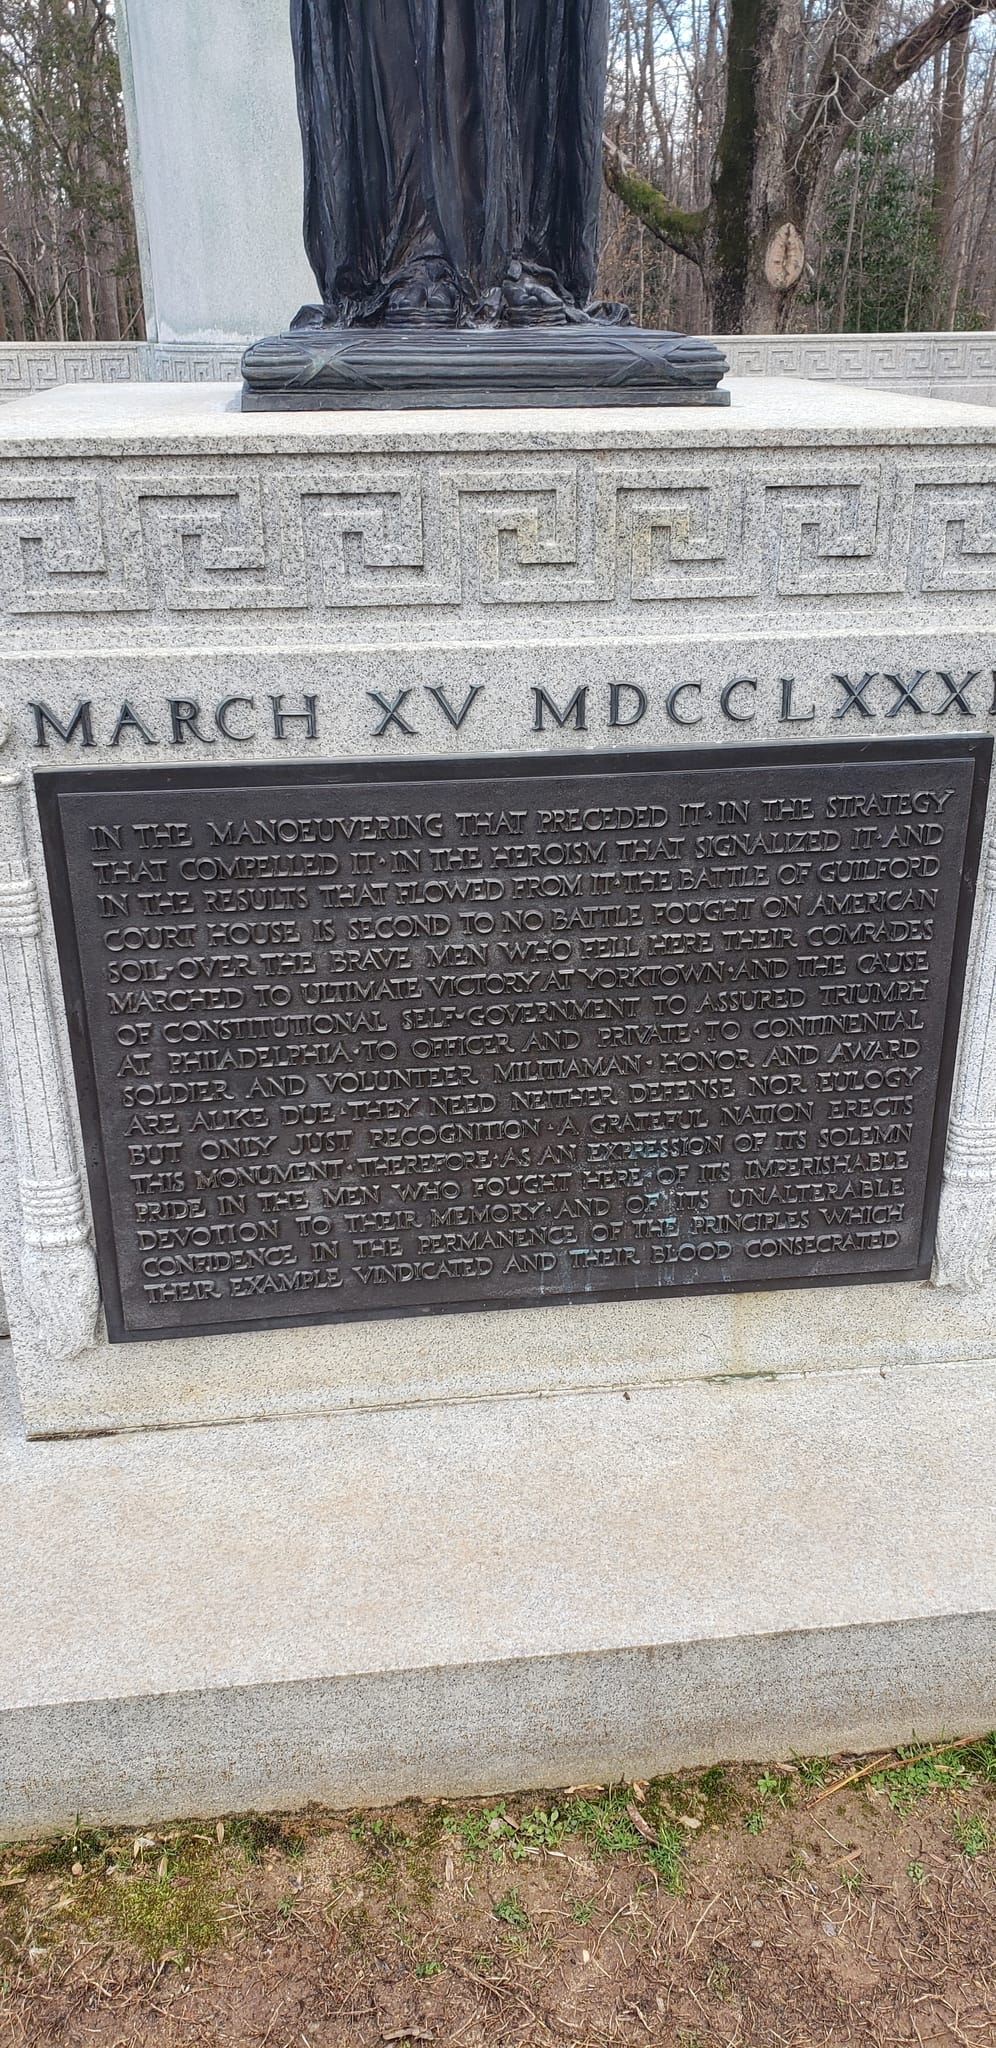 MARCH XV MDCCLXXXI
IN THE MANOEUVERING THAT PRECEDED IT · IN THE STRATEGY
THAT COMPELLED IT · IN THE HEROISM THAT SIGNALIZED IT · AND
IN THE RESULTS THAT FLOWED FROM IT · THE BATTLE OF GUILFORD
COURT HOUSE IS SECOND TO NO BATTLE FOUGHT ON AMERICAN
SOIL · OVER THE BRAVE MEN WHO FELL HERE THEIR COMRADES
MARCHED TO ULTIMATE VICTORY AT YORKTOWN · AND THE CAUSE
OF CONSTITUTIONAL SELF-GOVERNMENT TO ASSURED TRIUMPH
AT PHILADELPHIA · TO OFFICER AND PRIVATE · TO CONTINENTAL
SOLDIER AND VOLUNTEER MILITIAMAN · HONOR AND AWARD
ARE ALIKE DUE · THEY NEED NEITHER DEFENSE NOR EULOGY
BUT ONLY JUST RECOGNITION · A GRATEFUL NATION ERECTS
THIS MONUMENT · THEREFORE · AS AN EXPRESSION OF ITS SOLEMN
PRIDE IN THE MEN WHO FOUGHT HERE · OF ITS IMPERISHABLE
DEVOTION TO THEIR MEMORY · AND OF ITS UNALTERABLE
CONFIDENCE IN THE PERMANENCE OF THE PRINCIPLES WHICH
THEIR EXAMPLE VINDICATED AND THEIR BLOOD CONSECRATED